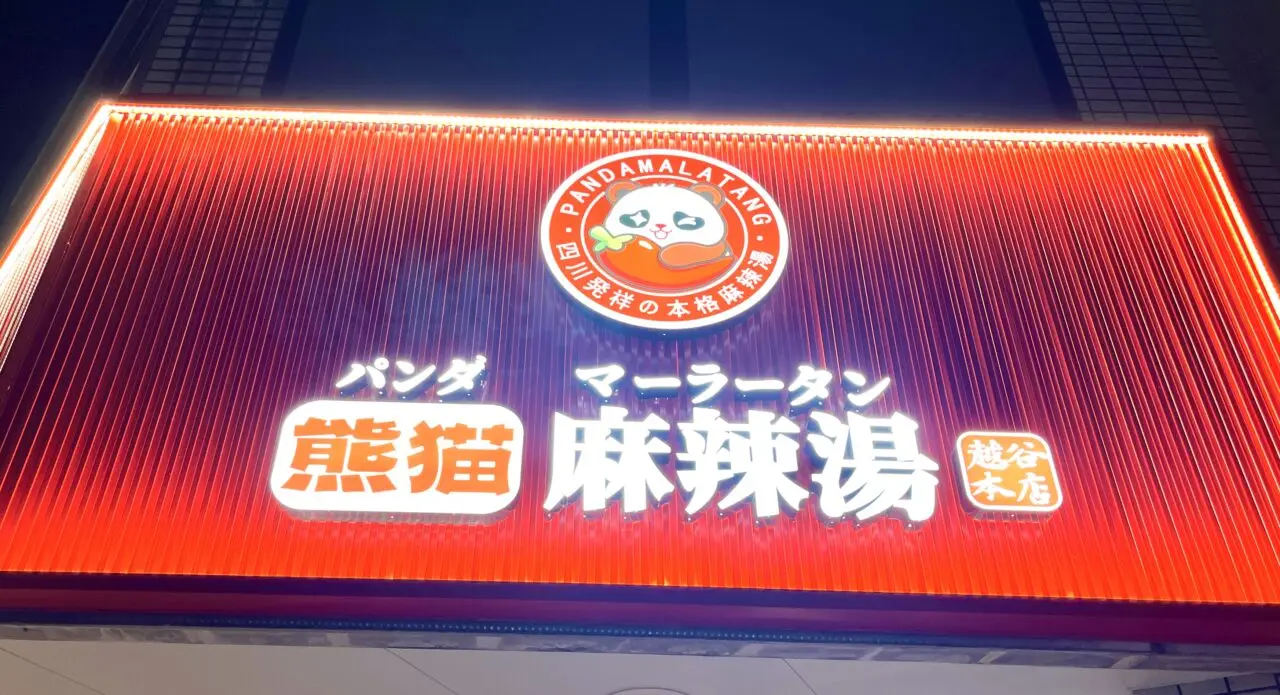 ・PANDAMALATANG・
四川発祥の本格麻辣湯
パンダ マーラータン
熊猫 麻辣湯
越谷
本店